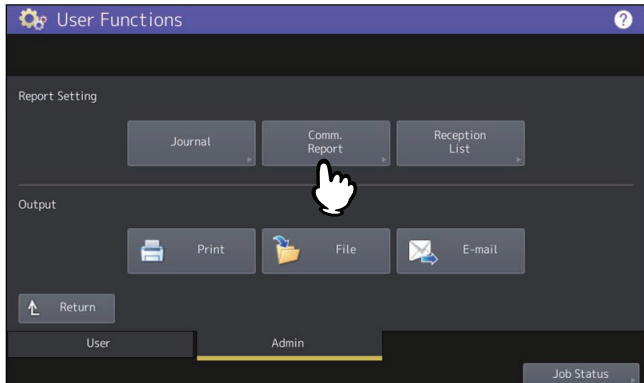 User Functions
?
Report Setting
Journal
Comm.
Report
Reception
List
Output
Print
File
E-mail
Return
User
Admin
Job Status